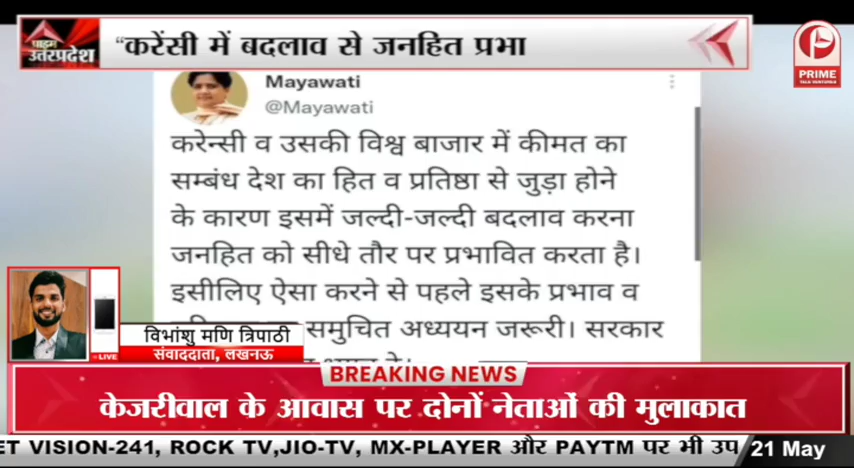 प्राइम
उत्तरप्रदेश
“करेंसी में बदलाव से जनहित प्रभा
PRIME
Mayawati
@Mayawati
करेन्सी व उसकी विश्व बाजार में कीमत का
सम्बंध देश का हित व प्रतिष्ठा से जुड़ा होने
के कारण इसमें जल्दी-जल्दी बदलाव करना
जनहित को सीधे तौर पर प्रभावित करता है।
इसीलिए ऐसा करने से पहले इसके प्रभाव व
समुचित अध्ययन जरूरी। सरकार
LIVE
विभांशु मणि त्रिपाठी
संवाददाता, लखनऊ
BREAKING NEWS
केजरीवाल के आवास पर दोनों नेताओं की मुलाकात
ET VISION-241, ROCK TV,JIO-TV, MX-PLAYER और PAYTM पर भी उप
21 May